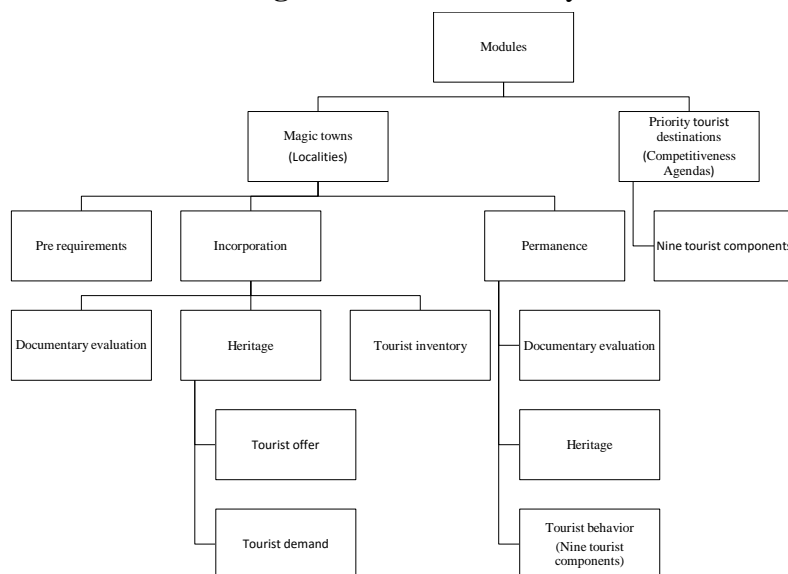 Modules
Magic towns
(Localities)
Priority tourist
destinations
(Competitiveness
Agendas)
Pre requirements
Incorporation
Permanence
Nine tourist components
Documentary evaluation
Heritage
Tourist inventory
Documentary evaluation
Tourist offer
Heritage
Tourist demand
Tourist behavior
(Nine tourist
components)